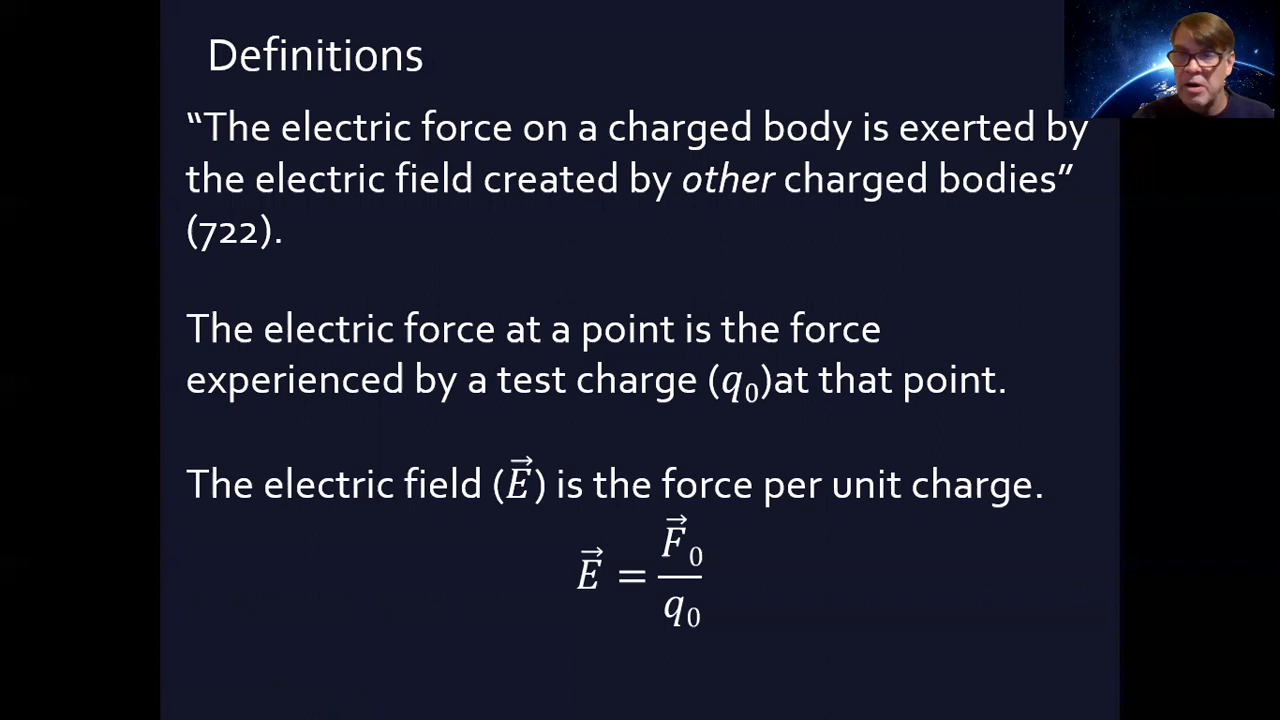 Definitions
“The electric force on a charged body is exerted by
the electric field created by other charged bodies”
(722).
The electric force at a point is the force
experienced by a test charge (𝑞₀)at that point.
The electric field (E⃗) is the force per unit charge.
E⃗ = F⃗₀ / q₀